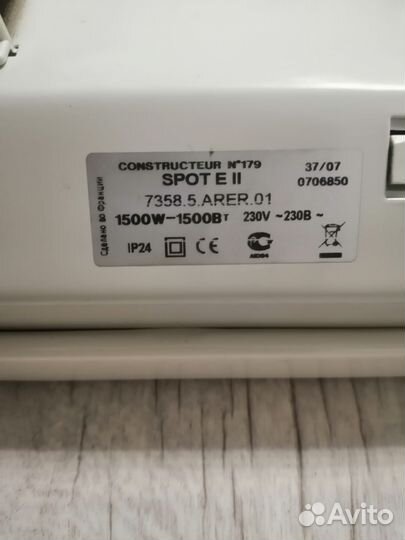 CONSTRUCTEUR N°179
37/07
SPOT E II
0706850
7358.5.ARER.01
1500W-1500Вт 230V ~230В ~
IP24 CE
Сделано во Франции
Avito